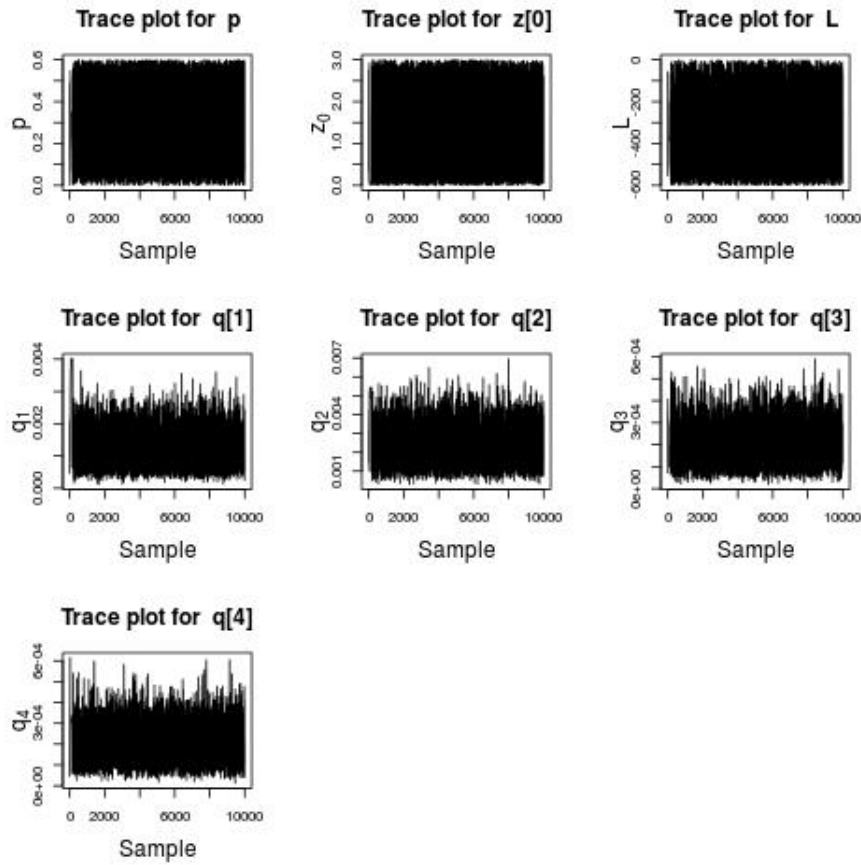 Trace plot for p
Trace plot for z[0]
Trace plot for L
p
0.0 0.2 0.4 0.6
0 2000 6000 10000
Sample
z0
0.0 1.0 2.0 3.0
0 2000 6000 10000
Sample
L
-600 -400 -200 0
0 2000 6000 10000
Sample
Trace plot for q[1]
Trace plot for q[2]
Trace plot for q[3]
q1
0.000 0.002 0.004
0 2000 6000 10000
Sample
q2
0.001 0.004 0.007
0 2000 6000 10000
Sample
q3
0e+00 3e-04 6e-04
0 2000 6000 10000
Sample
Trace plot for q[4]
q4
0e+00 3e-04 6e-04
0 2000 6000 10000
Sample